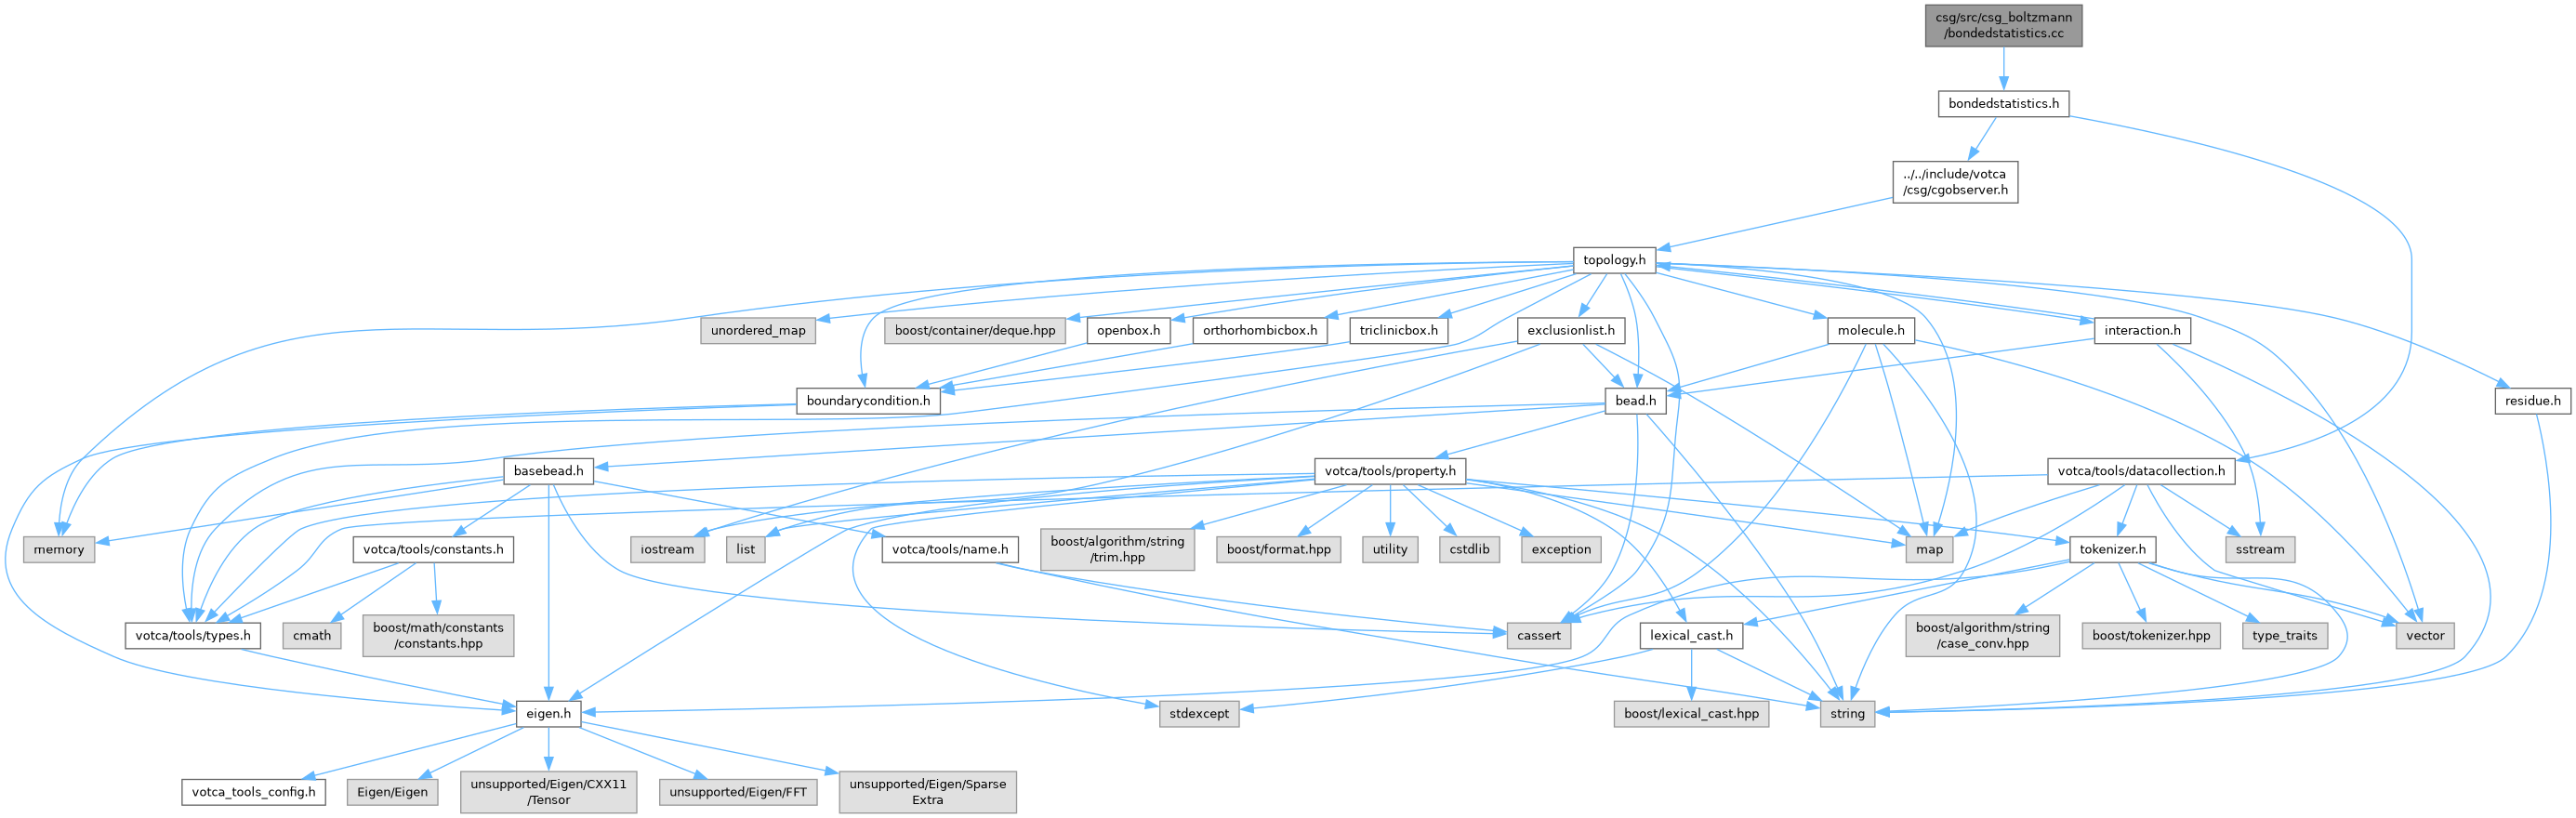 csg/src/csg_boltzmann
/bondedstatistics.cc
bondedstatistics.h
../../include/votca
/csg/cgobserver.h
topology.h
unordered_map
boost/container/deque.hpp
openbox.h
orthorhombicbox.h
triclinicbox.h
exclusionlist.h
molecule.h
interaction.h
boundarycondition.h
bead.h
residue.h
basebead.h
votca/tools/property.h
votca/tools/datacollection.h
memory
votca/tools/constants.h
iostream
list
votca/tools/name.h
boost/algorithm/string
/trim.hpp
boost/format.hpp
utility
cstdlib
exception
map
tokenizer.h
sstream
votca/tools/types.h
cmath
boost/math/constants
/constants.hpp
cassert
lexical_cast.h
boost/algorithm/string
/case_conv.hpp
boost/tokenizer.hpp
type_traits
vector
eigen.h
stdexcept
boost/lexical_cast.hpp
string
votca_tools_config.h
Eigen/Eigen
unsupported/Eigen/CXX11
/Tensor
unsupported/Eigen/FFT
unsupported/Eigen/Sparse
Extra